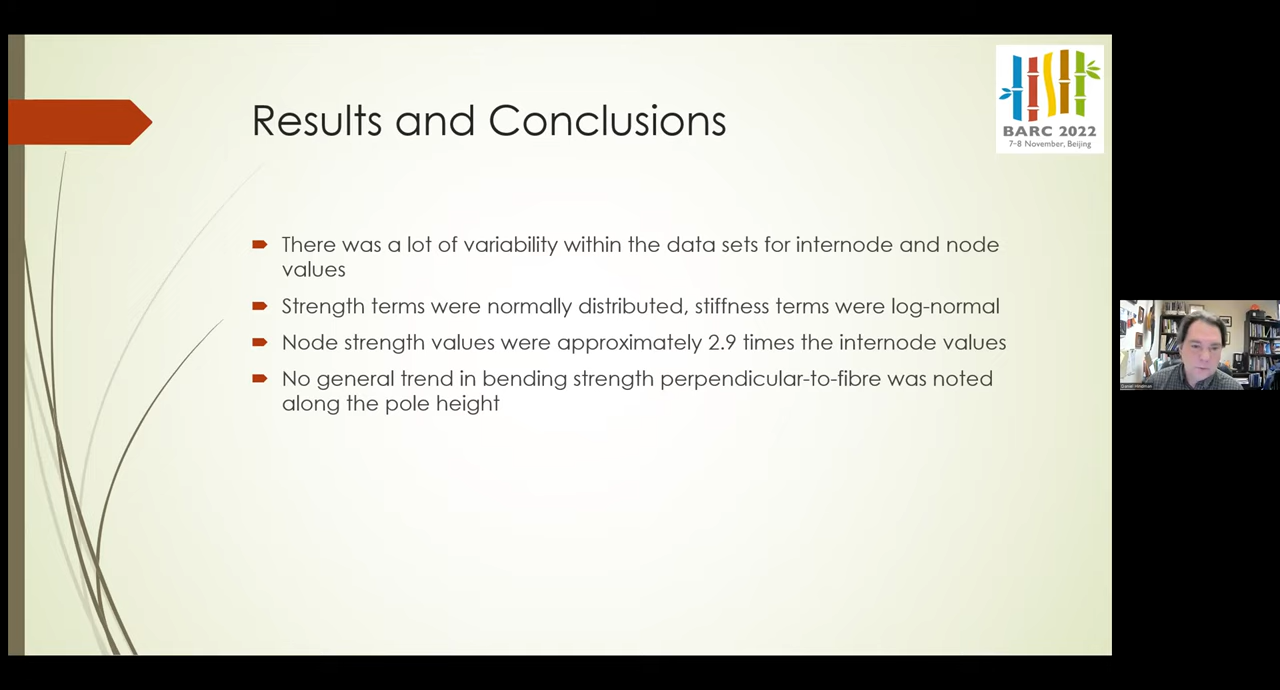 Results and Conclusions
BARC 2022
7-8 November, Beijing
There was a lot of variability within the data sets for internode and node
values
Strength terms were normally distributed, stiffness terms were log-normal
Node strength values were approximately 2.9 times the internode values
No general trend in bending strength perpendicular-to-fibre was noted
along the pole height
Daniel Hindman